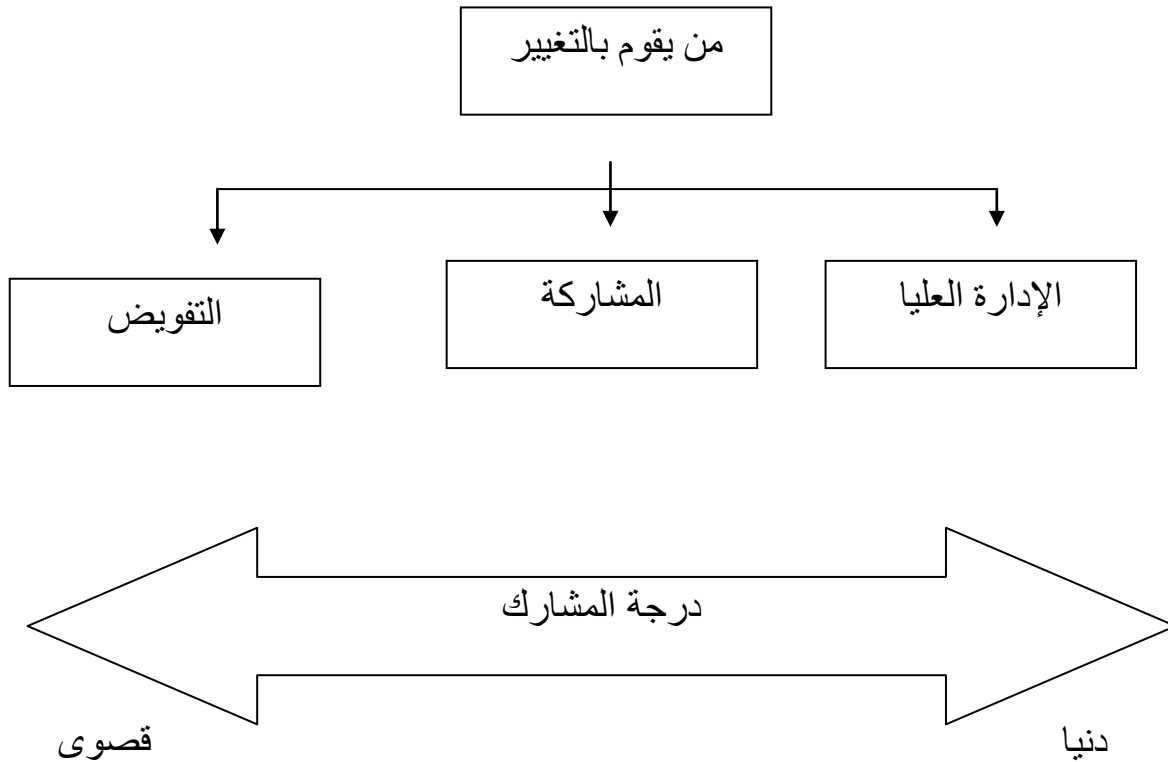 من يقوم بالتغيير
الإدارة العليا
المشاركة
التفويض
درجة المشارك
دنيا
قصوى